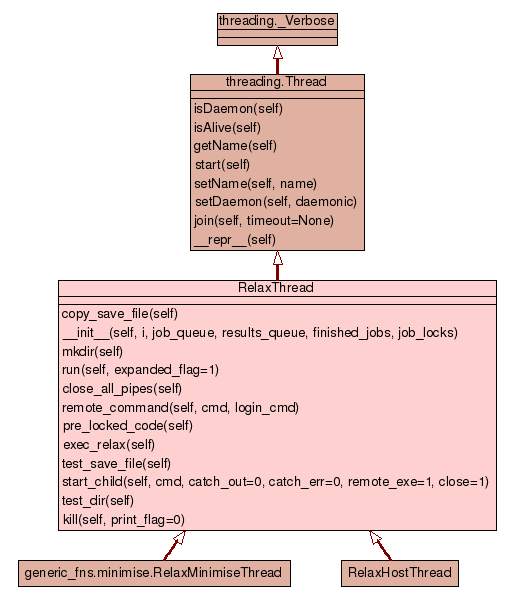 threading._Verbose
threading.Thread
isDaemon(self)
isAlive(self)
getName(self)
start(self)
setName(self, name)
setDaemon(self, daemonic)
join(self, timeout=None)
__repr__(self)
RelaxThread
copy_save_file(self)
__init__(self, i, job_queue, results_queue, finished_jobs, job_locks)
mkdir(self)
run(self, expanded_flag=1)
close_all_pipes(self)
remote_command(self, cmd, login_cmd)
pre_locked_code(self)
exec_relax(self)
test_save_file(self)
start_child(self, cmd, catch_out=0, catch_err=0, remote_exe=1, close=1)
test_dir(self)
kill(self, print_flag=0)
generic_fns.minimise.RelaxMinimiseThread
RelaxHostThread